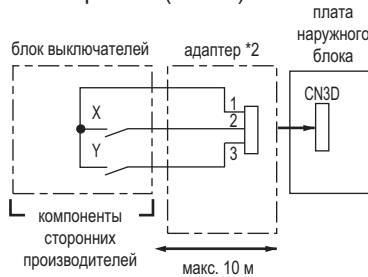 плата
наружного
блока
блок выключателей
адаптер *2
CN3D
X
Y
1
2
3
компоненты
сторонних
производителей
макс. 10 м